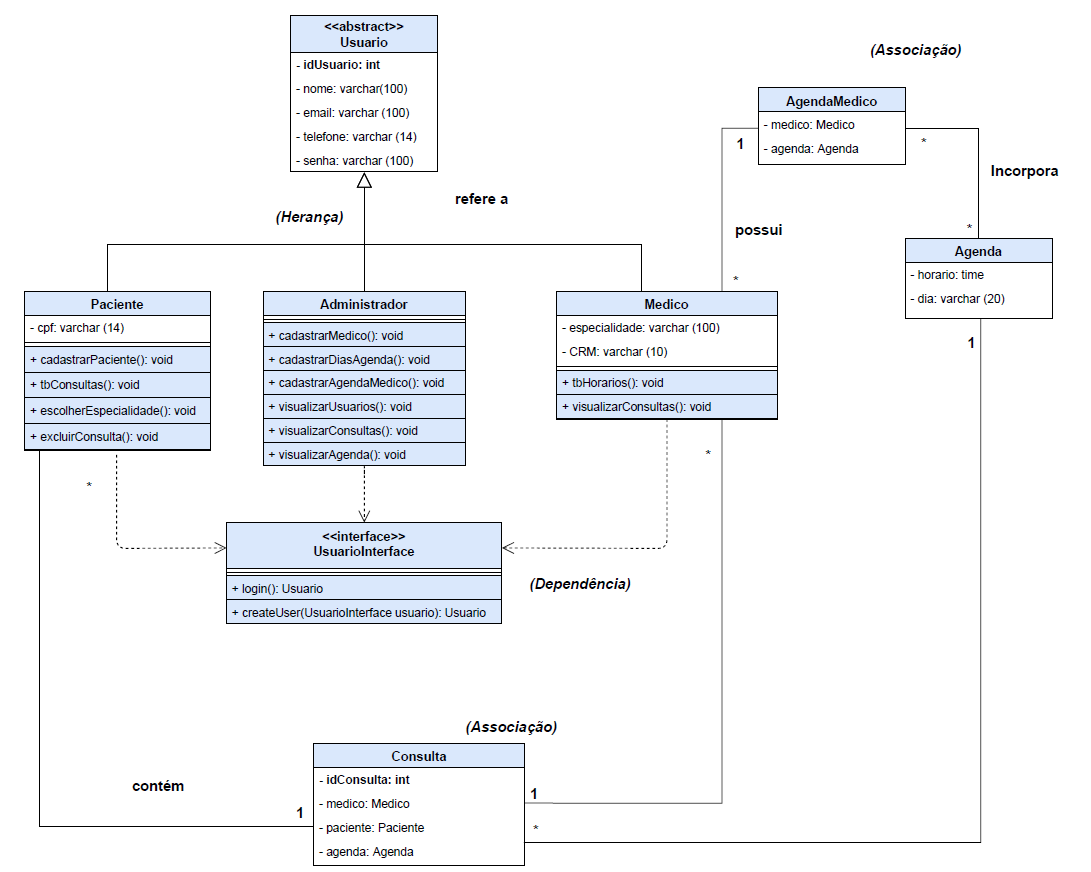 <<abstract>>
Usuario
- idUsuario: int
- nome: varchar(100)
- email: varchar (100)
- telefone: varchar (14)
- senha: varchar (100)
(Associação)
AgendaMedico
- medico: Medico
- agenda: Agenda
1
*
Incorpora
refere a
(Herança)
possui
*
*
Agenda
- horario: time
- dia: varchar (20)
1
Paciente
- cpf: varchar (14)
+ cadastrarPaciente(): void
+ tbConsultas(): void
+ escolherEspecialidade(): void
+ excluirConsulta(): void
Administrador
+ cadastrarMedico(): void
+ cadastrarDiasAgenda(): void
+ cadastrarAgendaMedico(): void
+ visualizarUsuarios(): void
+ visualizarConsultas(): void
+ visualizarAgenda(): void
Medico
- especialidade: varchar (100)
- CRM: varchar (10)
+ tbHorarios(): void
+ visualizarConsultas(): void
*
*
<<interface>>
UsuarioInterface
+ login(): Usuario
+ createUser(UsuarioInterface usuario): Usuario
(Dependência)
(Associação)
Consulta
- idConsulta: int
- medico: Medico
- paciente: Paciente
- agenda: Agenda
contém
1
1
*